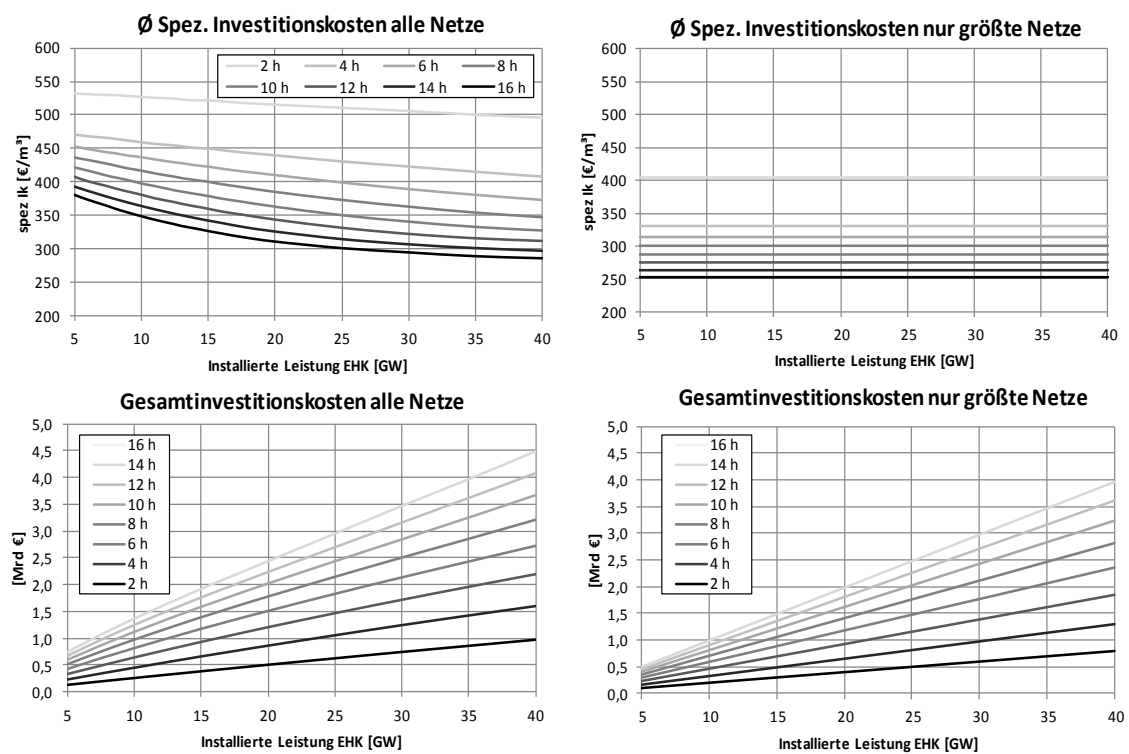 Ø Spez. Investitionskosten alle Netze
600
550
500
450
400
350
300
250
200
spez Ik [€/m³]
2 h 4 h 6 h 8 h
10 h 12 h 14 h 16 h
5 10 15 20 25 30 35 40
Installierte Leistung EHK [GW]
Ø Spez. Investitionskosten nur größte Netze
600
550
500
450
400
350
300
250
200
spez Ik [€/m³]
5 10 15 20 25 30 35 40
Installierte Leistung EHK [GW]
Gesamtinvestitionskosten alle Netze
5,0
4,5
4,0
3,5
3,0
2,5
2,0
1,5
1,0
0,5
0,0
[Mrd €]
16 h
14 h
12 h
10 h
8 h
6 h
4 h
2 h
5 10 15 20 25 30 35 40
Installierte Leistung EHK [GW]
Gesamtinvestitionskosten nur größte Netze
5,0
4,5
4,0
3,5
3,0
2,5
2,0
1,5
1,0
0,5
0,0
[Mrd €]
16 h
14 h
12 h
10 h
8 h
6 h
4 h
2 h
5 10 15 20 25 30 35 40
Installierte Leistung EHK [GW]